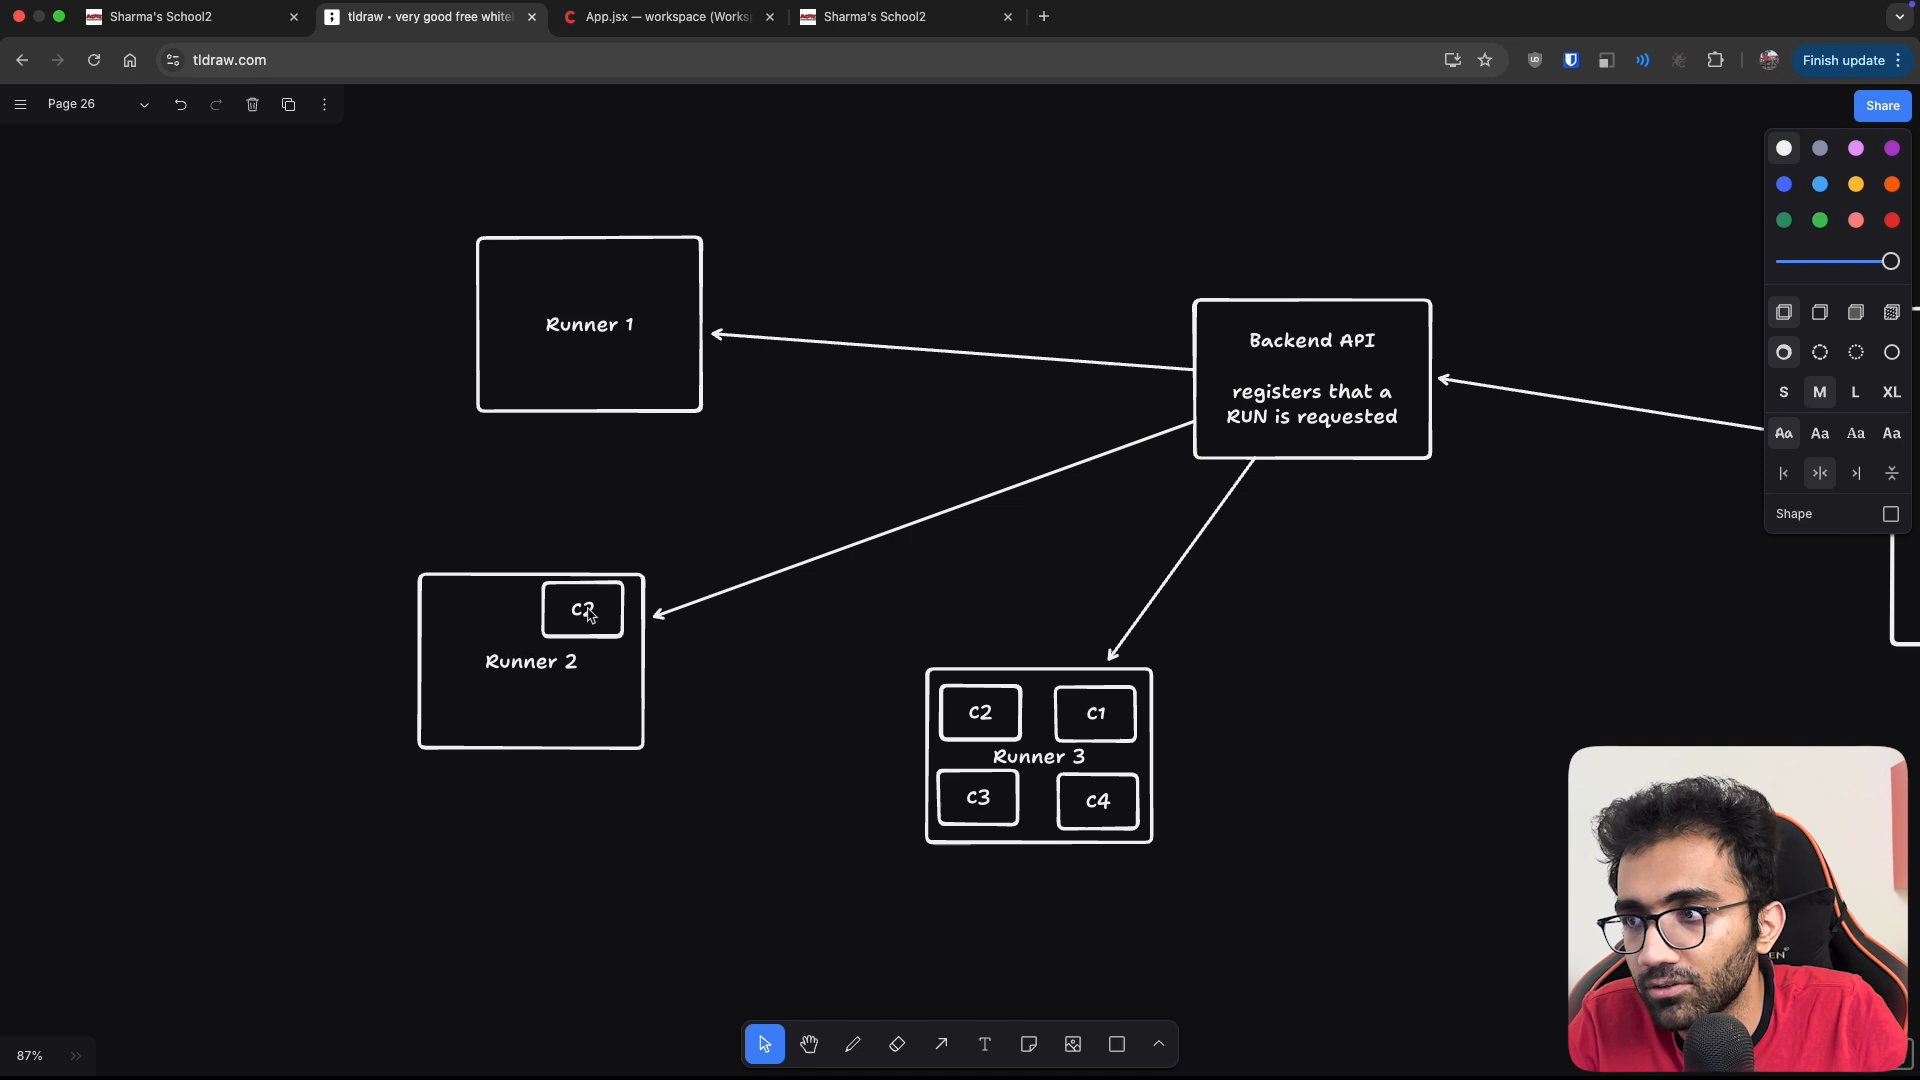 Sharma's School2
tldraw • very good free white
App.jsx — workspace (Works
Sharma's School2
tldraw.com
Finish update
Page 26
Share
Runner 1
Backend API
registers that a
RUN is requested
S M L XL
Aa Aa Aa Aa
Shape
Runner 2
C2 C1
Runner 3
C3 C4
87%